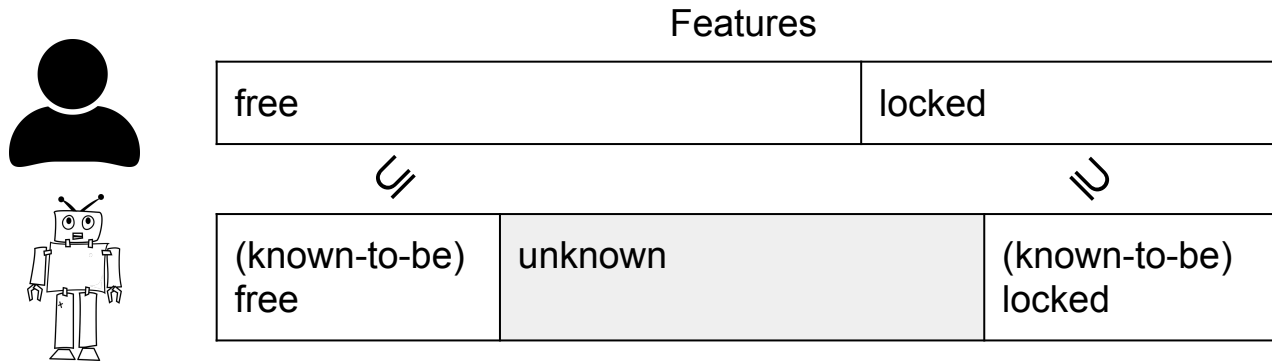 Features
free
locked
⊆
⊆
(known-to-be)
free
unknown
(known-to-be)
locked